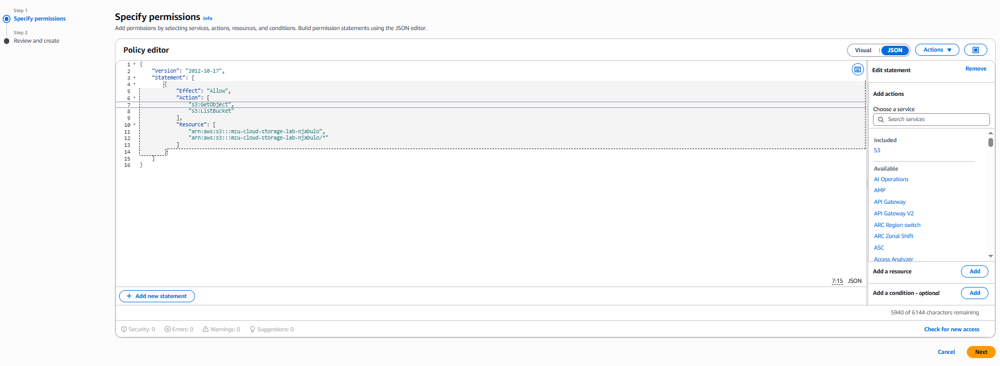 Step 1
Specify permissions
Step 2
Review and create
Specify permissions Info
Add permissions by selecting services, actions, resources, and conditions. Build permission statements using the JSON editor.
Policy editor
Visual JSON Actions
1 {
2 "Version": "2012-10-17",
3 "Statement": [
4 {
5 "Effect": "Allow",
6 "Action": [
7 "s3:GetObject",
8 "s3:ListBucket"
9 ],
10 "Resource": [
11 "arn:aws:s3:::mzu-cloud-storage-lab-njabulo",
12 "arn:aws:s3:::mzu-cloud-storage-lab-njabulo/*"
13 ]
14 }
15 ]
16 }
7:15 JSON
+ Add new statement
Edit statement Remove
Add actions
Choose a service
Search services
Included
S3
Available
AI Operations
AMP
API Gateway
API Gateway V2
ARC Region switch
ARC Zonal Shift
ASC
Access Analyzer
Add a resource Add
Add a condition - optional Add
5940 of 6144 characters remaining
Security: 0 Errors: 0 Warnings: 0 Suggestions: 0
Check for new access
Cancel Next